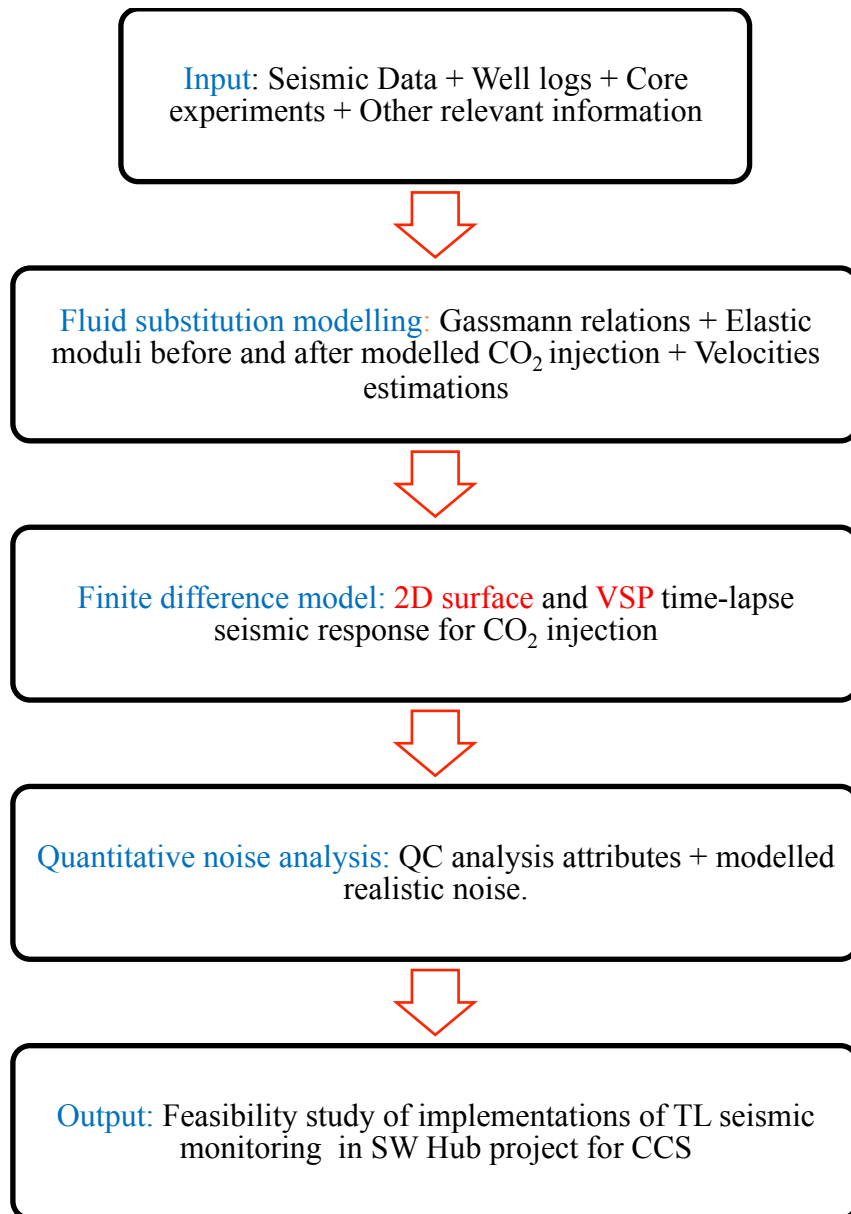 Input: Seismic Data + Well logs + Core
experiments + Other relevant information
Fluid substitution modelling: Gassmann relations + Elastic
moduli before and after modelled CO₂ injection + Velocities
estimations
Finite difference model: 2D surface and VSP time-lapse
seismic response for CO₂ injection
Quantitative noise analysis: QC analysis attributes + modelled
realistic noise.
Output: Feasibility study of implementations of TL seismic
monitoring in SW Hub project for CCS